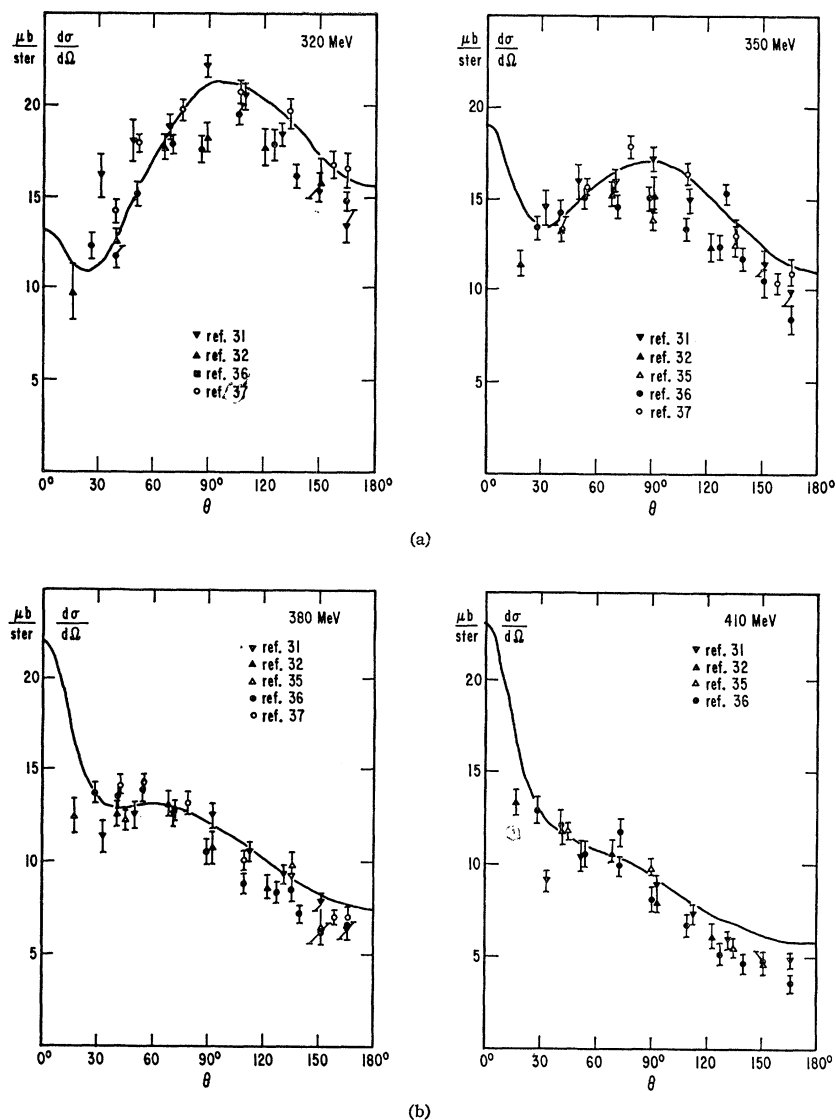 μb/ster dσ/dΩ 320 MeV
20
15
10
5
▼ ref. 31
▲ ref. 32
■ ref. 36
○ ref. 37
0° 30 60 90° 120 150 180°
θ
μb/ster dσ/dΩ 350 MeV
20
15
10
5
▼ ref. 31
▲ ref. 32
△ ref. 35
● ref. 36
○ ref. 37
0° 30 60 90° 120 150 180°
θ
(a)
μb/ster dσ/dΩ 380 MeV
20
15
10
5
▼ ref. 31
▲ ref. 32
△ ref. 35
● ref. 36
○ ref. 37
0° 30 60 90° 120 150 180°
θ
μb/ster dσ/dΩ 410 MeV
20
15
10
5
▼ ref. 31
▲ ref. 32
△ ref. 35
● ref. 36
0° 30 60 90° 120 150 180°
θ
(b)